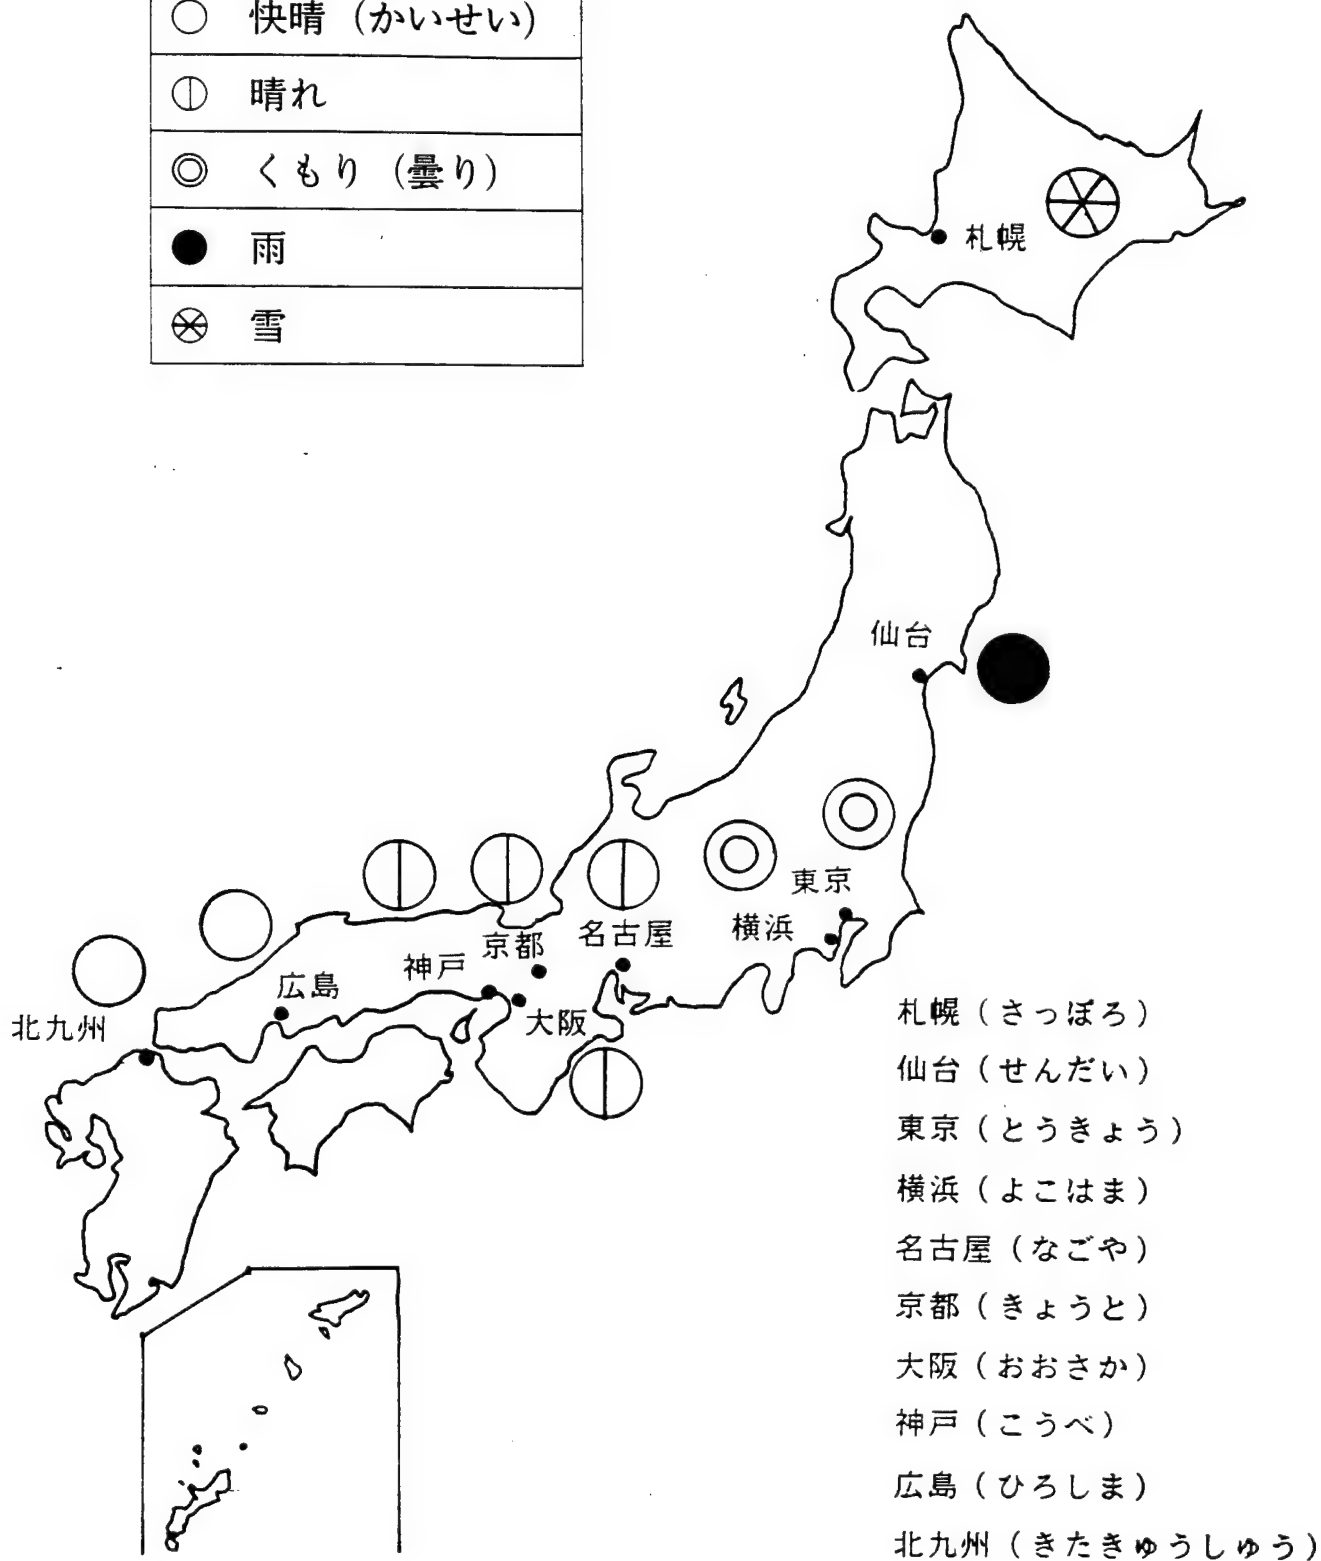 快晴（かいせい）
晴れ
くもり（曇り）
雨
雪
札幌
仙台
東京
横浜
名古屋
京都
神戸
大阪
広島
北九州
札幌（さっぽろ）
仙台（せんだい）
東京（とうきょう）
横浜（よこはま）
名古屋（なごや）
京都（きょうと）
大阪（おおさか）
神戸（こうべ）
広島（ひろしま）
北九州（きたきゅうしゅう）